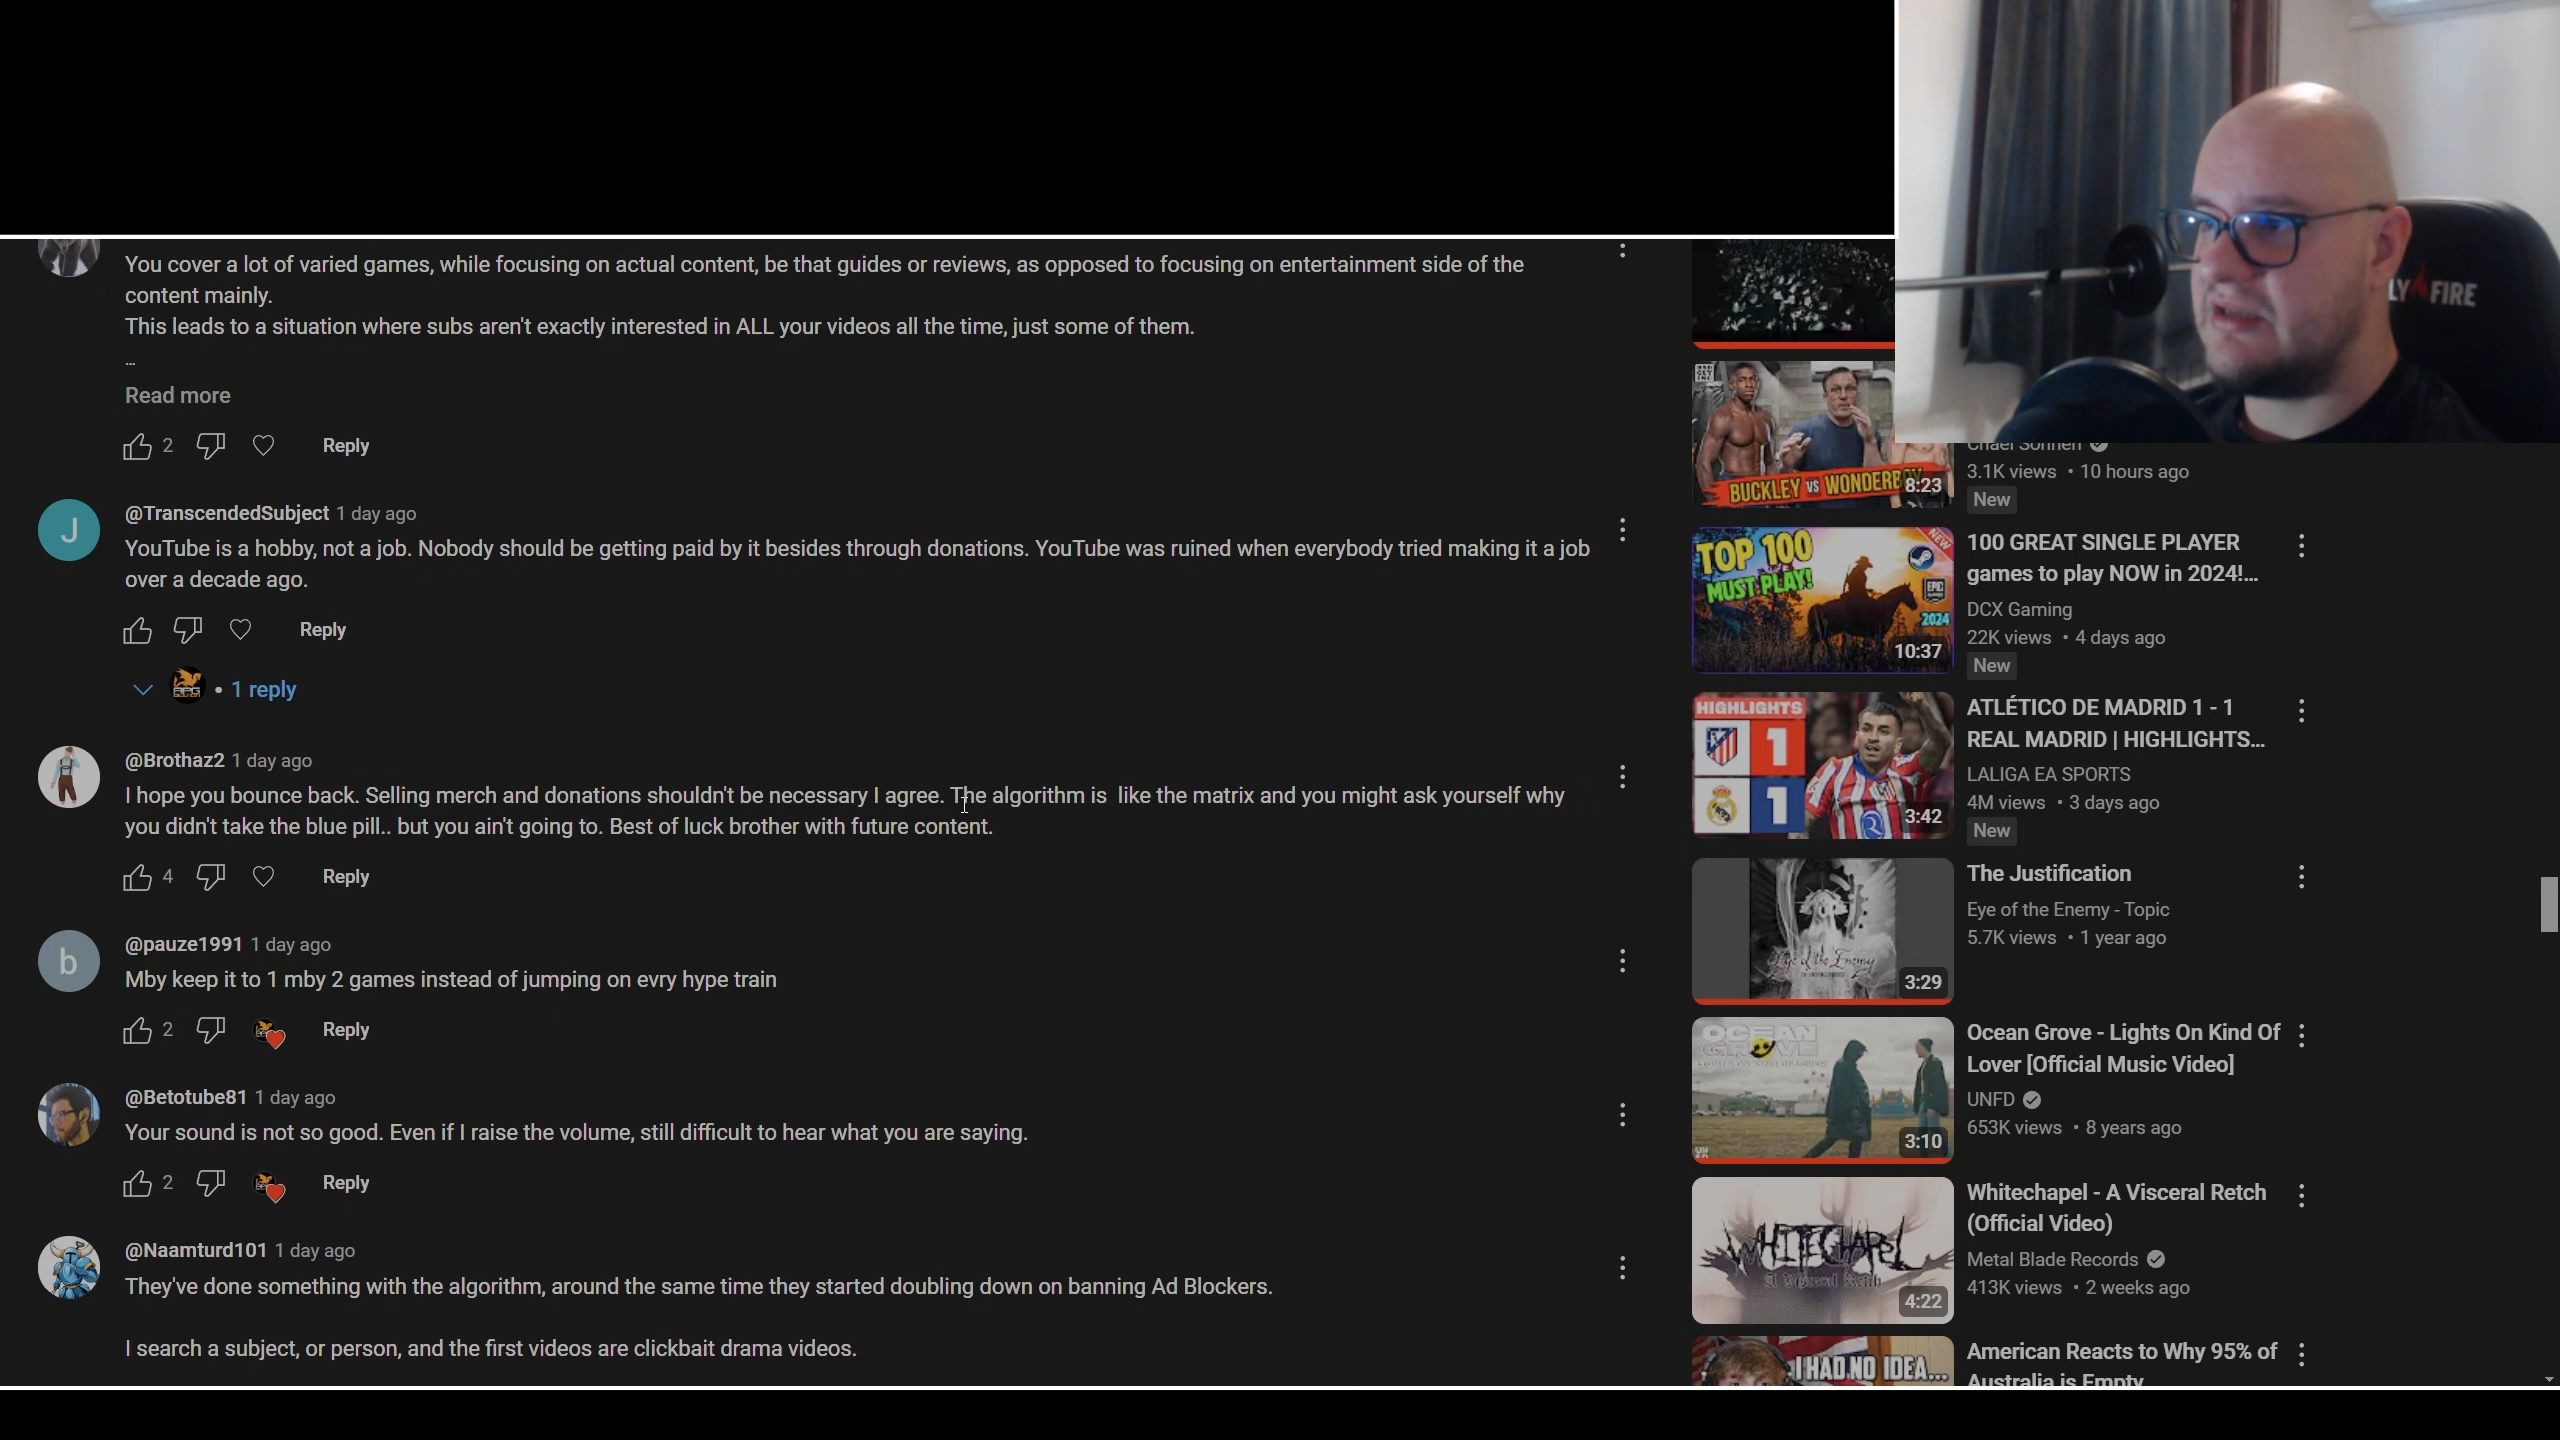 You cover a lot of varied games, while focusing on actual content, be that guides or reviews, as opposed to focusing on entertainment side of the
content mainly.
This leads to a situation where subs aren't exactly interested in ALL your videos all the time, just some of them.
...
Read more
2
Reply
@TranscendedSubject 1 day ago
YouTube is a hobby, not a job. Nobody should be getting paid by it besides through donations. YouTube was ruined when everybody tried making it a job
over a decade ago.
Reply
• 1 reply
@Brothaz2 1 day ago
I hope you bounce back. Selling merch and donations shouldn't be necessary I agree. The algorithm is  like the matrix and you might ask yourself why
you didn't take the blue pill.. but you ain't going to. Best of luck brother with future content.
4
Reply
@pauze1991 1 day ago
Mby keep it to 1 mby 2 games instead of jumping on evry hype train
2
Reply
@Betotube81 1 day ago
Your sound is not so good. Even if I raise the volume, still difficult to hear what you are saying.
2
Reply
@Naamturd101 1 day ago
They've done something with the algorithm, around the same time they started doubling down on banning Ad Blockers.
I search a subject, or person, and the first videos are clickbait drama videos.
FIRE
BUCKLEY VS WONDERBOY
8:23
Chael Sonnen
3.1K views • 10 hours ago
New
TOP 100
MUST PLAY!
NEW
EPIC
2024
10:37
100 GREAT SINGLE PLAYER
games to play NOW in 2024!...
DCX Gaming
22K views • 4 days ago
New
HIGHLIGHTS
1
1
3:42
ATLÉTICO DE MADRID 1 - 1
REAL MADRID | HIGHLIGHTS...
LALIGA EA SPORTS
4M views • 3 days ago
New
Eye of the Enemy
3:29
The Justification
Eye of the Enemy - Topic
5.7K views • 1 year ago
OCEAN
GROVE
3:10
Ocean Grove - Lights On Kind Of
Lover [Official Music Video]
UNFD
653K views • 8 years ago
WHITECHAPEL
A Visceral Retch
4:22
Whitechapel - A Visceral Retch
(Official Video)
Metal Blade Records
413K views • 2 weeks ago
I HAD NO IDEA...
American Reacts to Why 95% of
Australia is Empty